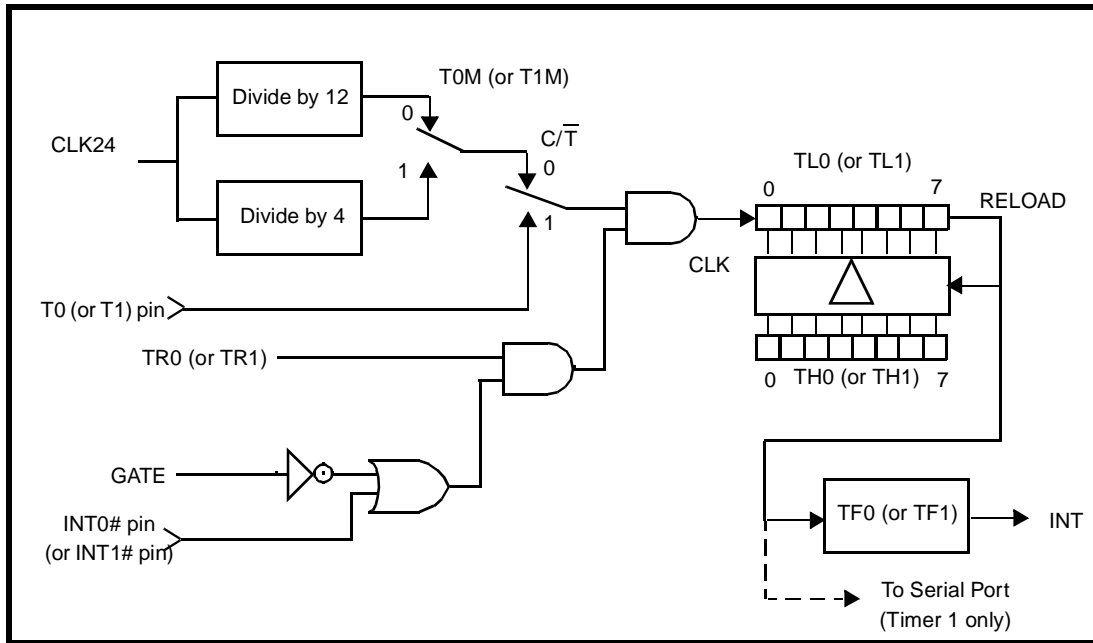 T0M (or T1M)
Divide by 12
0
CLK24
C/T̅
0
1
Divide by 4
1
TL0 (or TL1)
0 7
RELOAD
CLK
T0 (or T1) pin
TR0 (or TR1)
0 TH0 (or TH1) 7
GATE
INT0# pin
(or INT1# pin)
TF0 (or TF1)
INT
To Serial Port
(Timer 1 only)